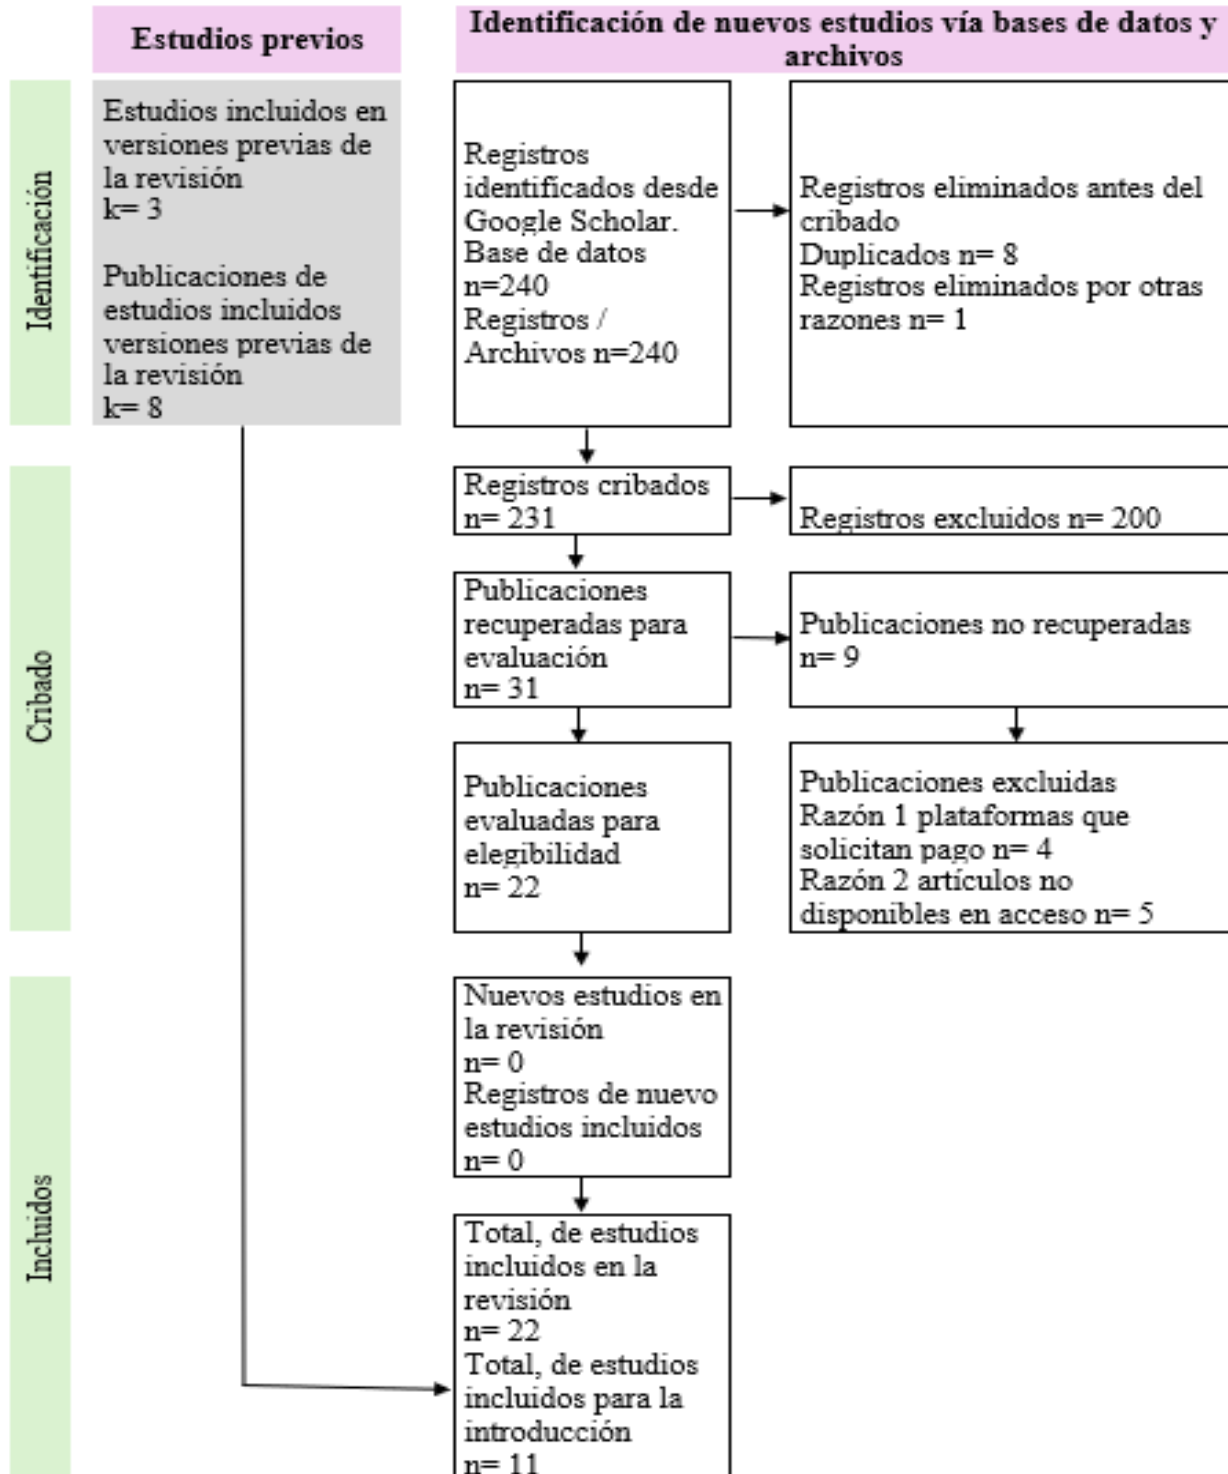 Estudios previos
Identificación de nuevos estudios vía bases de datos y
archivos
Identificación
Estudios incluidos en
versiones previas de
la revisión
k= 3
Publicaciones de
estudios incluidos
versiones previas de
la revisión
k= 8
Registros
identificados desde
Google Scholar.
Base de datos
n=240
Registros /
Archivos n=240
Registros eliminados antes del
cribado
Duplicados n= 8
Registros eliminados por otras
razones n= 1
Cribado
Registros cribados
n= 231
Registros excluidos n= 200
Publicaciones
recuperadas para
evaluación
n= 31
Publicaciones no recuperadas
n= 9
Publicaciones
evaluadas para
elegibilidad
n= 22
Publicaciones excluidas
Razón 1 plataformas que
solicitan pago n= 4
Razón 2 artículos no
disponibles en acceso n= 5
Incluidos
Nuevos estudios en
la revisión
n= 0
Registros de nuevo
estudios incluidos
n= 0
Total, de estudios
incluidos en la
revisión
n= 22
Total, de estudios
incluidos para la
introducción
n= 11